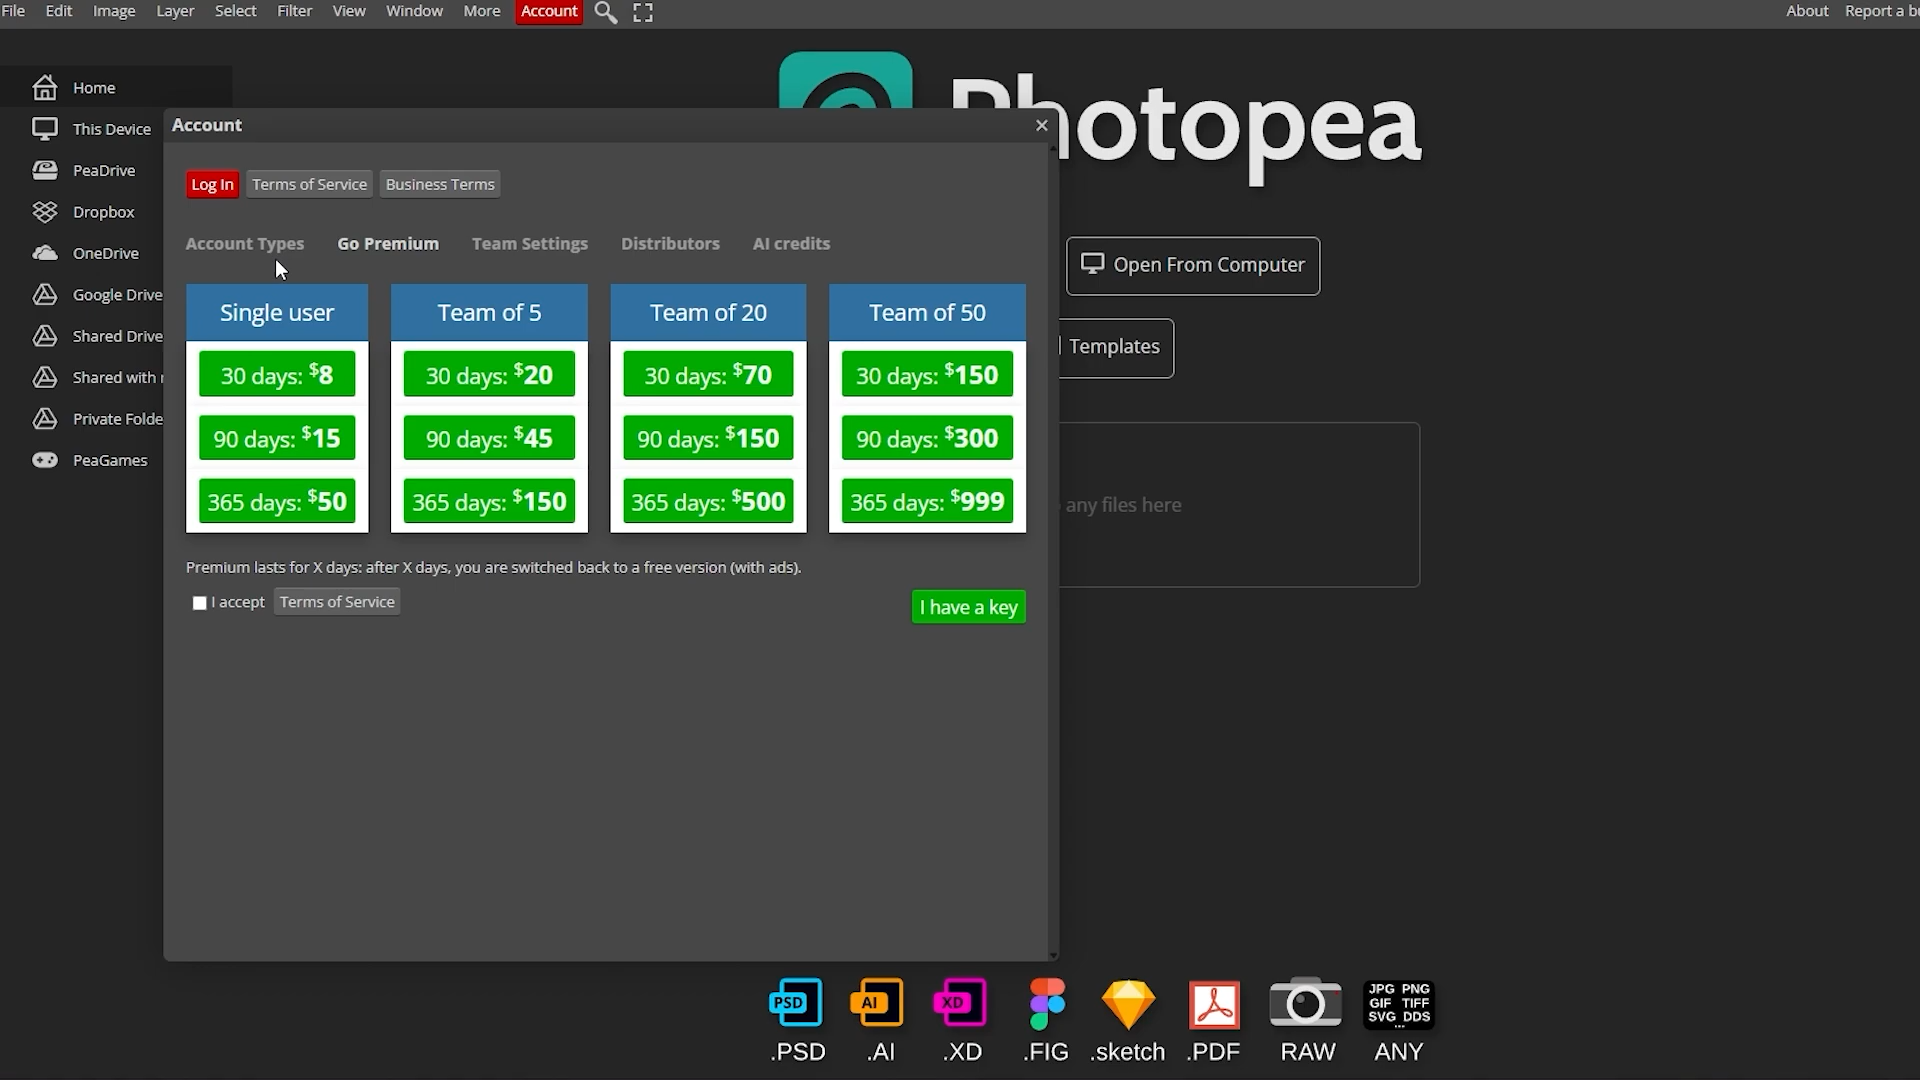 File Edit Image Layer Select Filter View Window More Account About Report a b
Home
This Device
PeaDrive
Dropbox
OneDrive
Google Drive
Shared Drive
Shared with
Private Folde
PeaGames
Photopea
Open From Computer
Templates
any files here
Account
Log In Terms of Service Business Terms
Account Types Go Premium Team Settings Distributors AI credits
Single user Team of 5 Team of 20 Team of 50
30 days: $8 30 days: $20 30 days: $70 30 days: $150
90 days: $15 90 days: $45 90 days: $150 90 days: $300
365 days: $50 365 days: $150 365 days: $500 365 days: $999
Premium lasts for X days: after X days, you are switched back to a free version (with ads).
I accept Terms of Service I have a key
PSD AI XD JPG PNG
GIF TIFF
SVG DDS
...
.PSD .AI .XD .FIG .sketch .PDF RAW ANY